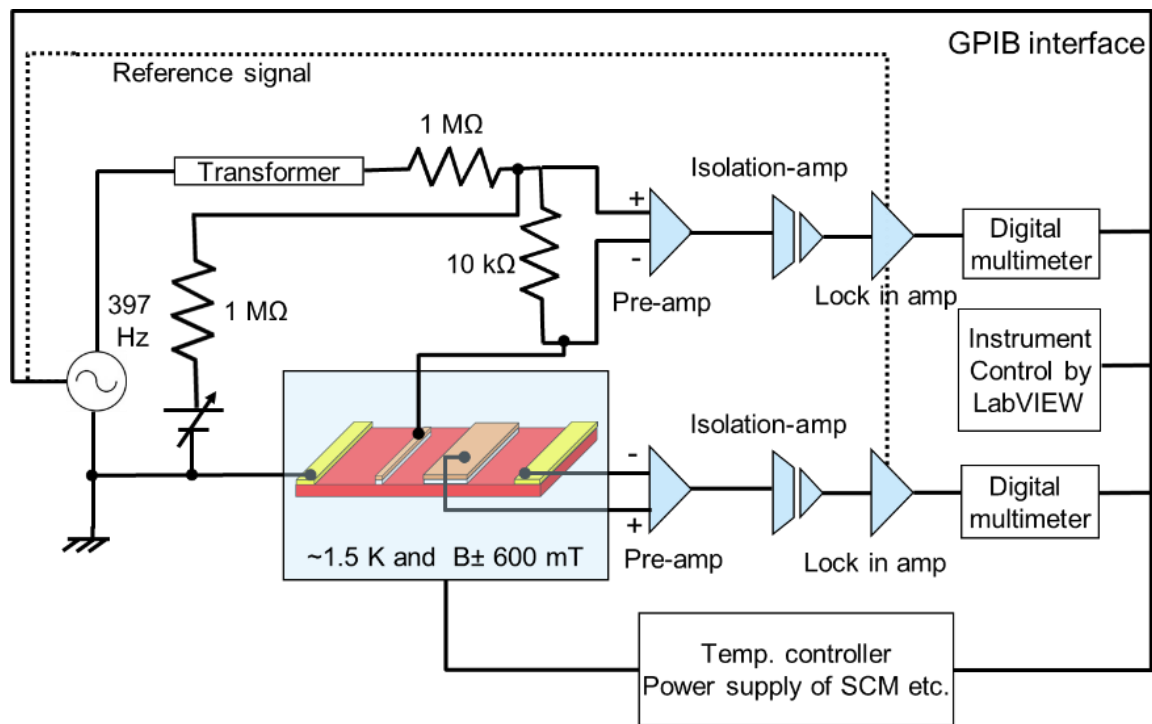 GPIB interface
Reference signal
1 MΩ
Transformer
Isolation-amp
+
-
10 kΩ
Digital
multimeter
397
Hz
1 MΩ
Pre-amp
Lock in amp
Instrument
Control by
LabVIEW
Isolation-amp
-
+
Digital
multimeter
~1.5 K and B± 600 mT
Pre-amp
Lock in amp
Temp. controller
Power supply of SCM etc.